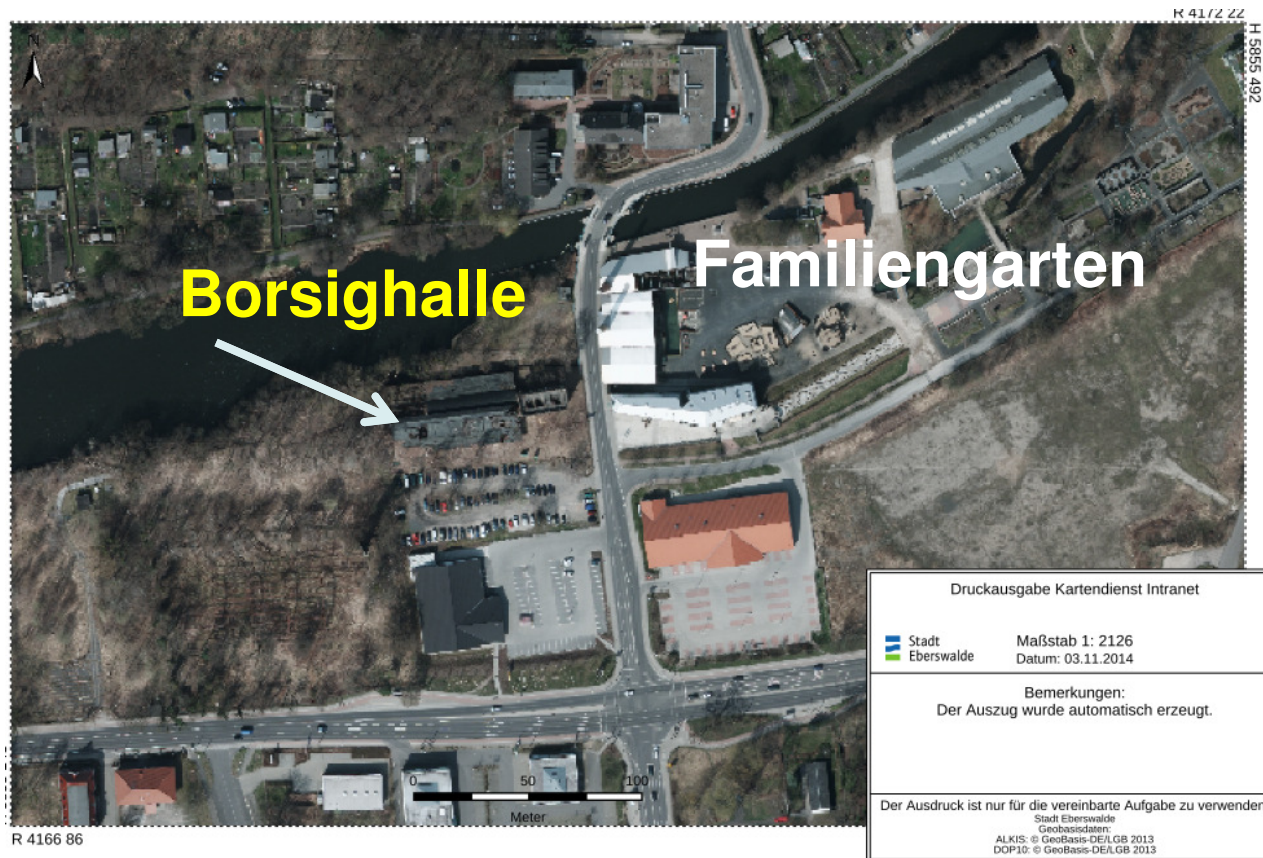 R 4172 22
H 5855 492
N
Borsighalle
Familiengarten
0 50 100
Meter
R 4166 86
Druckausgabe Kartendienst Intranet
Stadt
Eberswalde
Maßstab 1: 2126
Datum: 03.11.2014
Bemerkungen:
Der Auszug wurde automatisch erzeugt.
Der Ausdruck ist nur für die vereinbarte Aufgabe zu verwenden
Stadt Eberswalde
Geobasisdaten:
ALKIS: © GeoBasis-DE/LGB 2013
DOP10: © GeoBasis-DE/LGB 2013